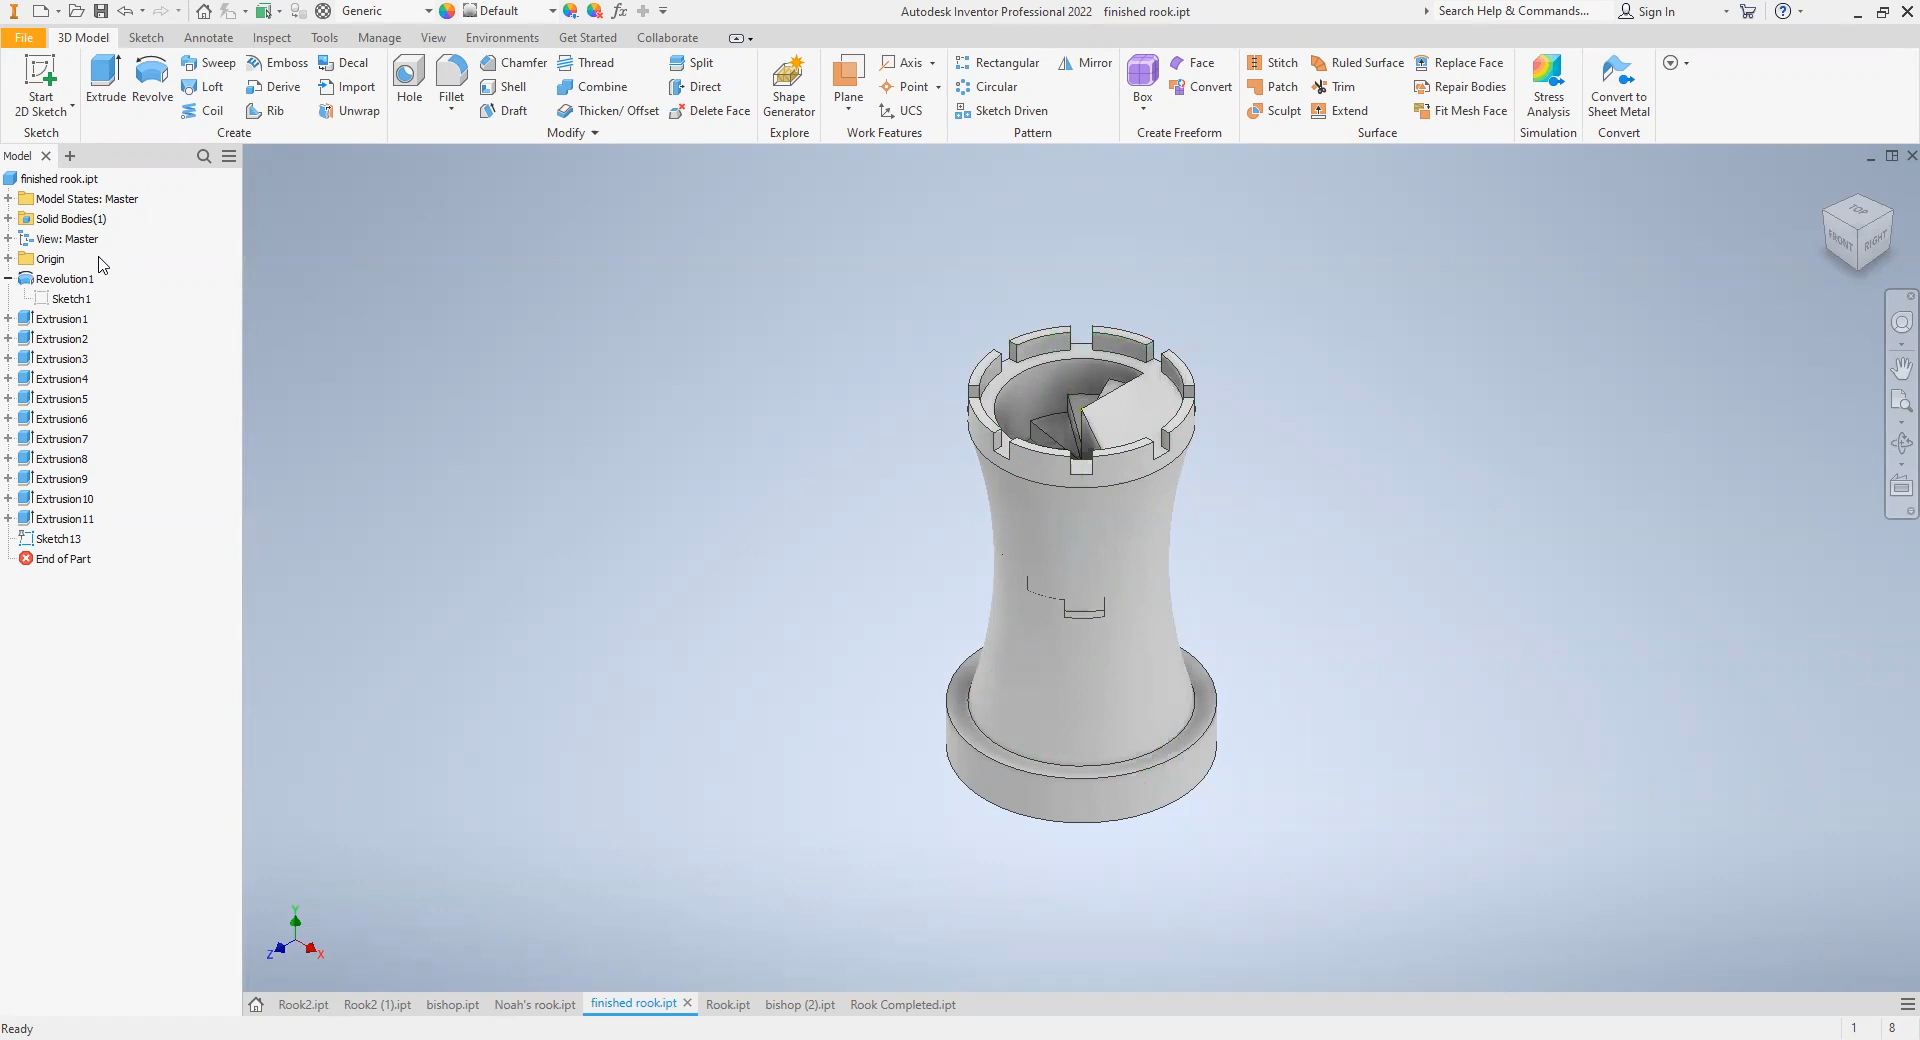 Generic
Default
fx
Autodesk Inventor Professional 2022 finished rook.ipt
Search Help & Commands...
Sign In
File
3D Model
Sketch
Annotate
Inspect
Tools
Manage
View
Environments
Get Started
Collaborate
Start
2D Sketch
Sketch
Extrude
Revolve
Sweep
Loft
Coil
Emboss
Derive
Rib
Decal
Import
Unwrap
Create
Hole
Fillet
Chamfer
Shell
Draft
Thread
Combine
Thicken/ Offset
Split
Direct
Delete Face
Modify
Shape
Generator
Explore
Plane
Axis
Point
UCS
Work Features
Rectangular
Circular
Sketch Driven
Mirror
Pattern
Box
Face
Convert
Create Freeform
Stitch
Patch
Sculpt
Ruled Surface
Trim
Extend
Replace Face
Repair Bodies
Fit Mesh Face
Surface
Stress
Analysis
Simulation
Convert to
Sheet Metal
Convert
Model
finished rook.ipt
Model States: Master
Solid Bodies(1)
View: Master
Origin
Revolution1
Sketch1
Extrusion1
Extrusion2
Extrusion3
Extrusion4
Extrusion5
Extrusion6
Extrusion7
Extrusion8
Extrusion9
Extrusion10
Extrusion11
Sketch13
End of Part
TOP
FRONT
RIGHT
Y
Z
X
Rook2.ipt
Rook2 (1).ipt
bishop.ipt
Noah's rook.ipt
finished rook.ipt
Rook.ipt
bishop (2).ipt
Rook Completed.ipt
Ready
1
8